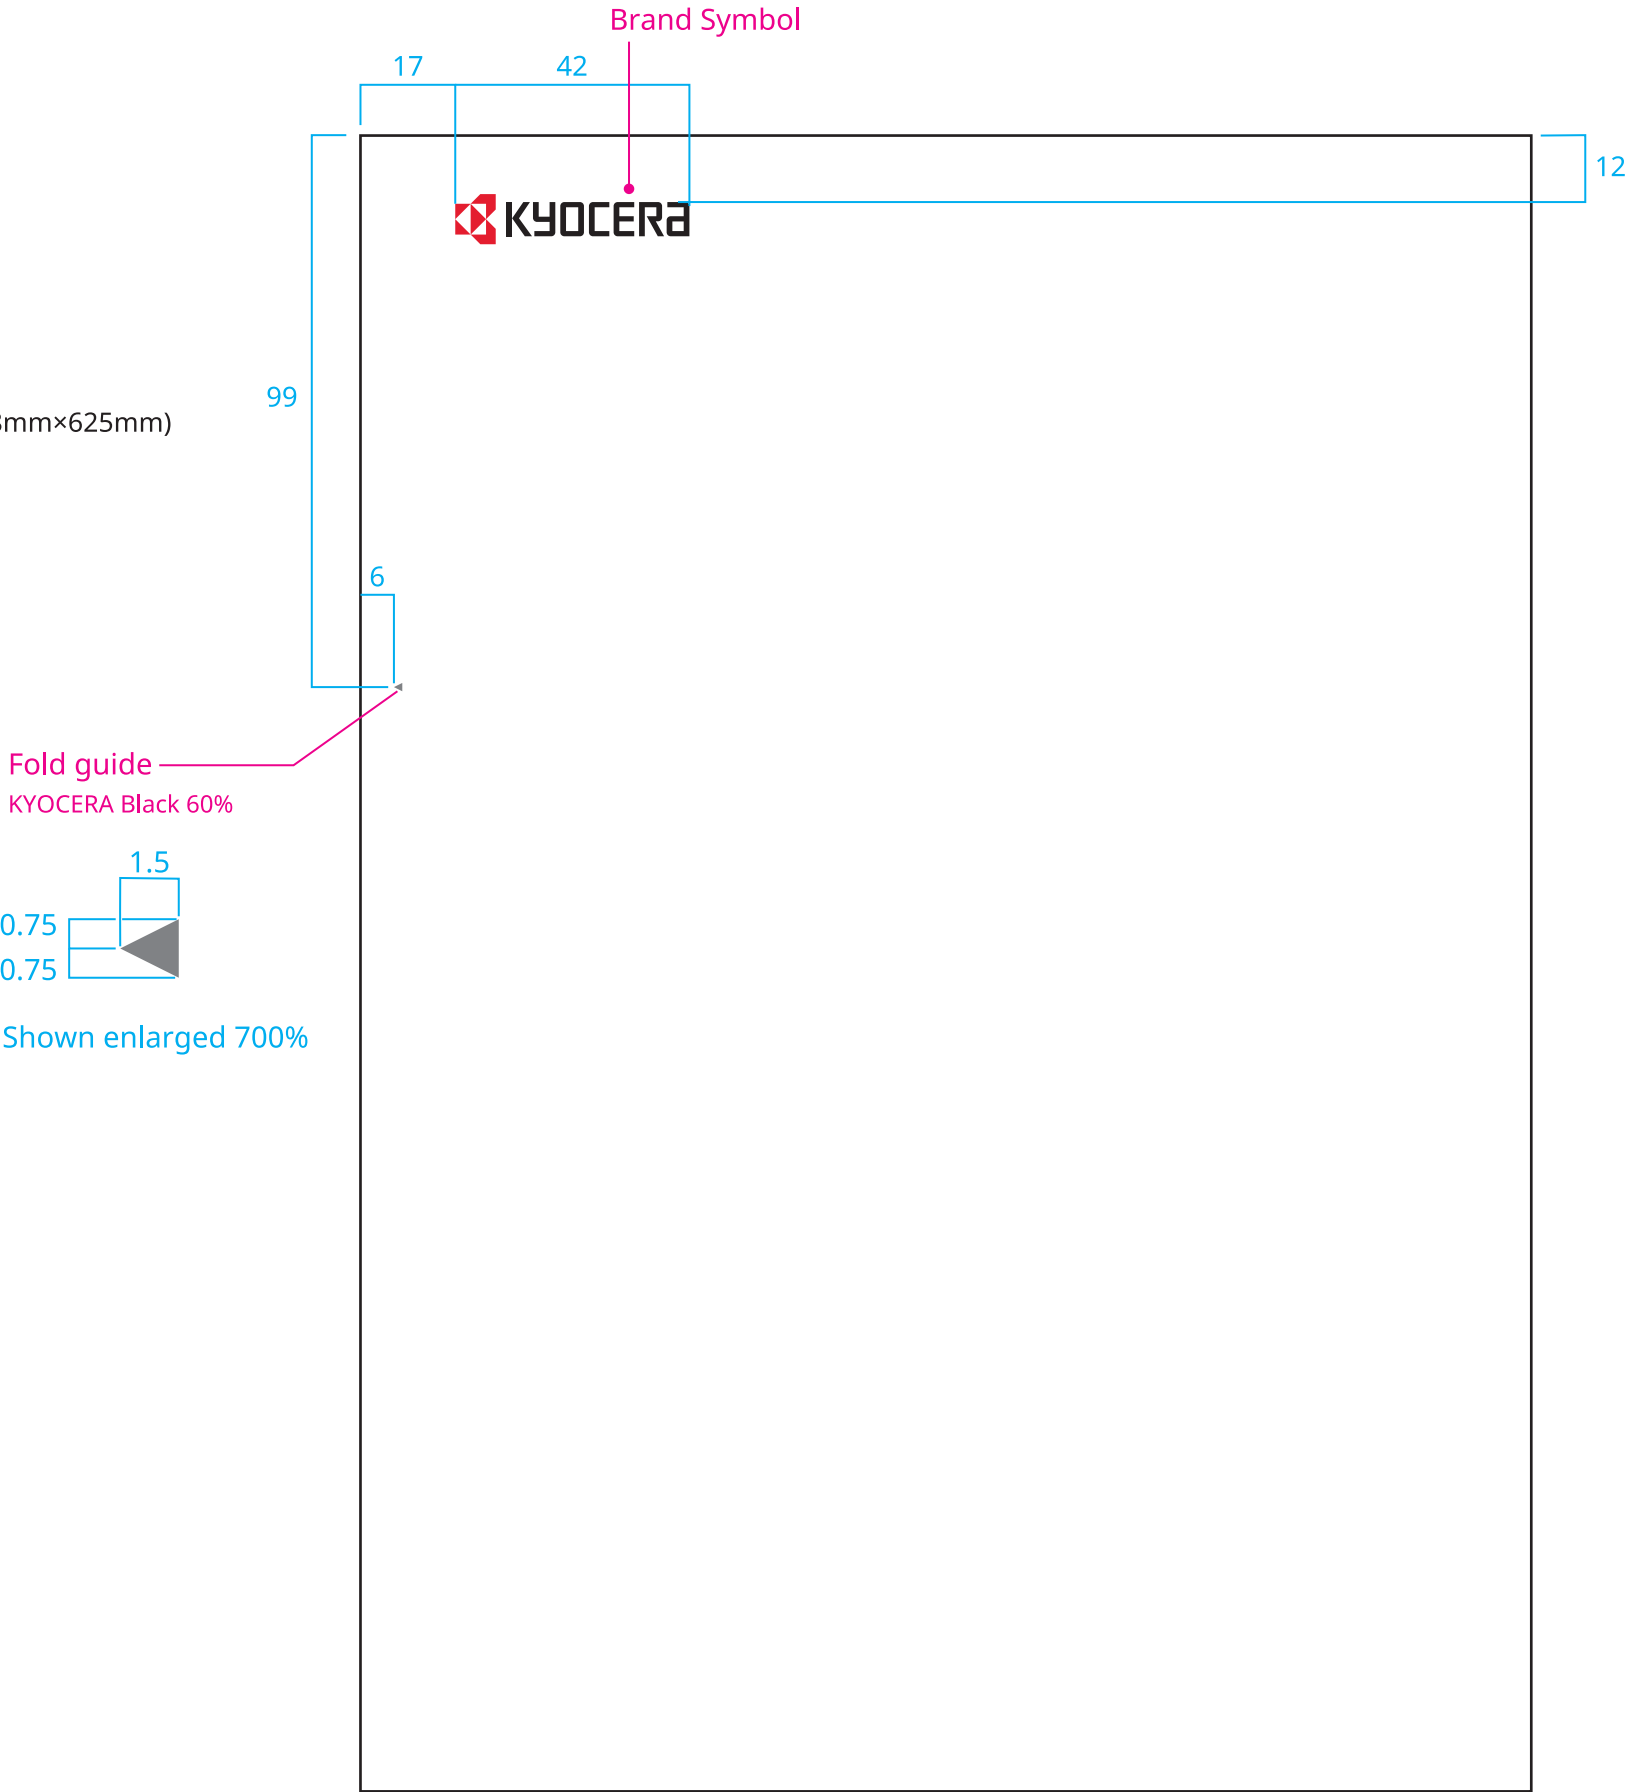 Brand Symbol
17
42
12
KYOCERA
99
mm×625mm)
6
Fold guide
KYOCERA Black 60%
1.5
0.75
0.75
Shown enlarged 700%